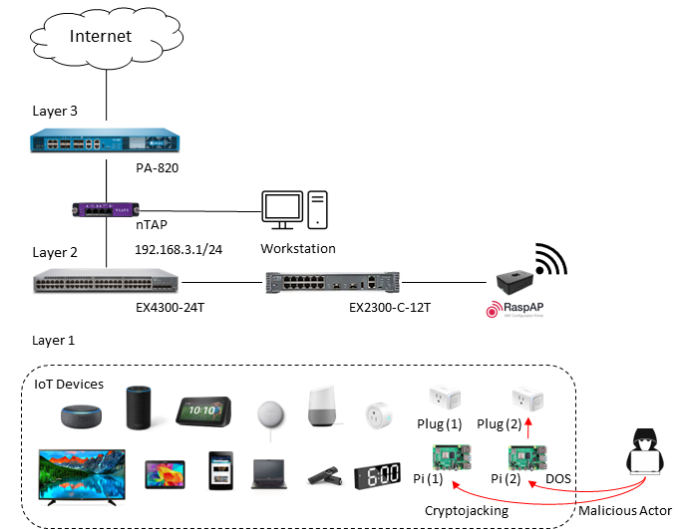 Internet
Layer 3
PA-820
nTAP
192.168.3.1/24
Workstation
Layer 2
EX4300-24T
EX2300-C-12T
RaspAP
Layer 1
IoT Devices
10:10
Plug (1)
Plug (2)
6:00
Pi (1)
Pi (2)
DOS
Cryptojacking
Malicious Actor